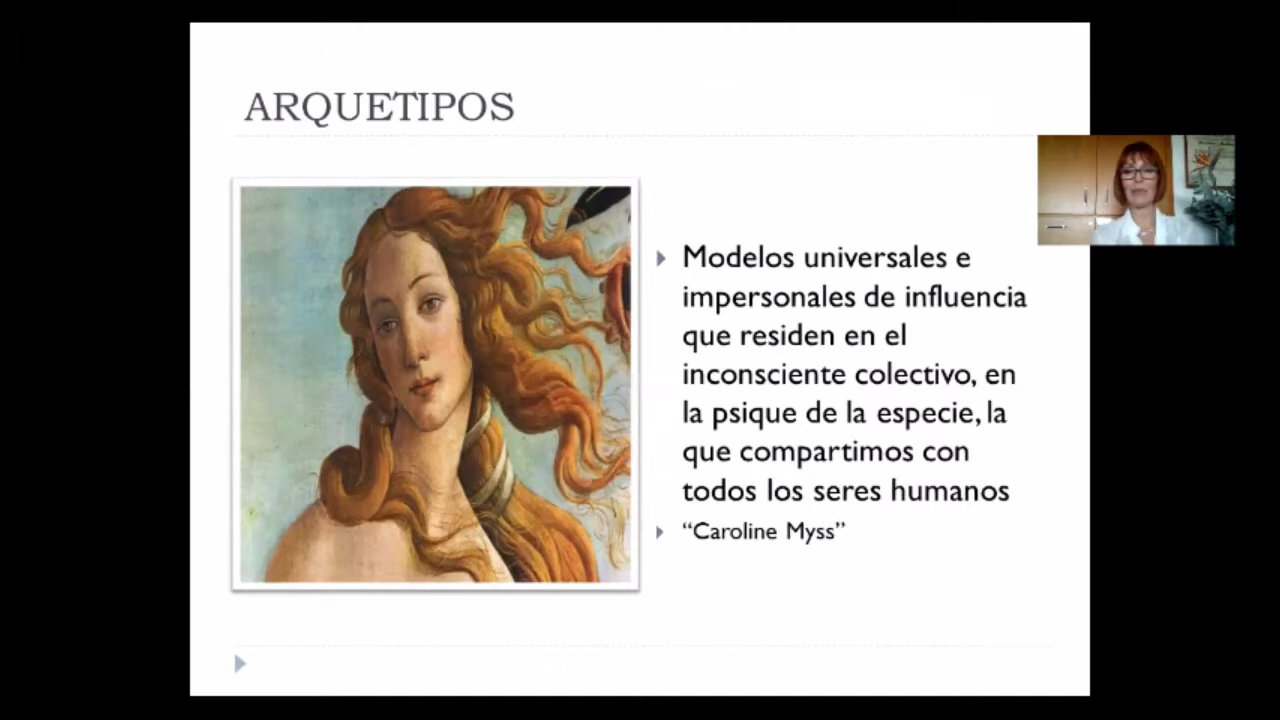 ARQUETIPOS
Modelos universales e
impersonales de influencia
que residen en el
inconsciente colectivo, en
la psique de la especie, la
que compartimos con
todos los seres humanos
“Caroline Myss”